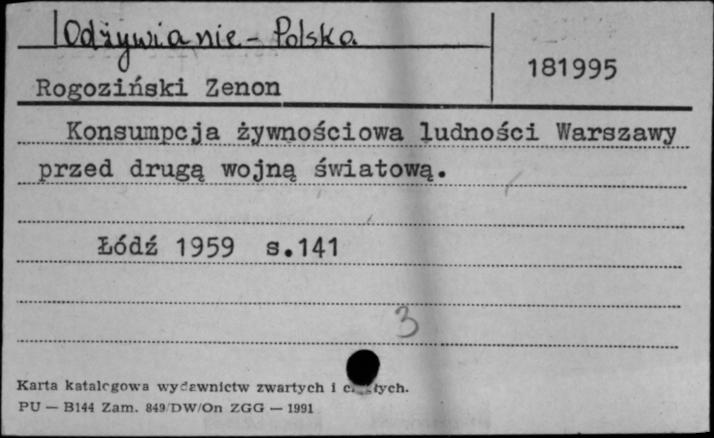 Odżywianie - Polska
181995
Rogoziński Zenon
Konsumpcja żywnościowa ludności Warszawy
przed drugą wojną światową.
Łódź 1959 s.141
3
Karta katalogowa wydawnictw zwartych i
PU — B144 Zam. 849/DW/On ZGG — 1991